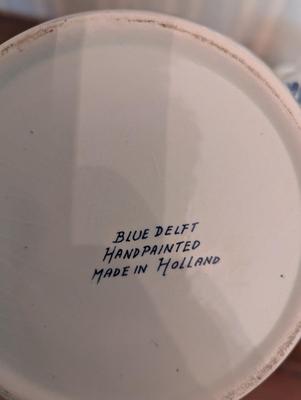 BLUE DELFT
HANDPAINTED
MADE IN HOLLAND